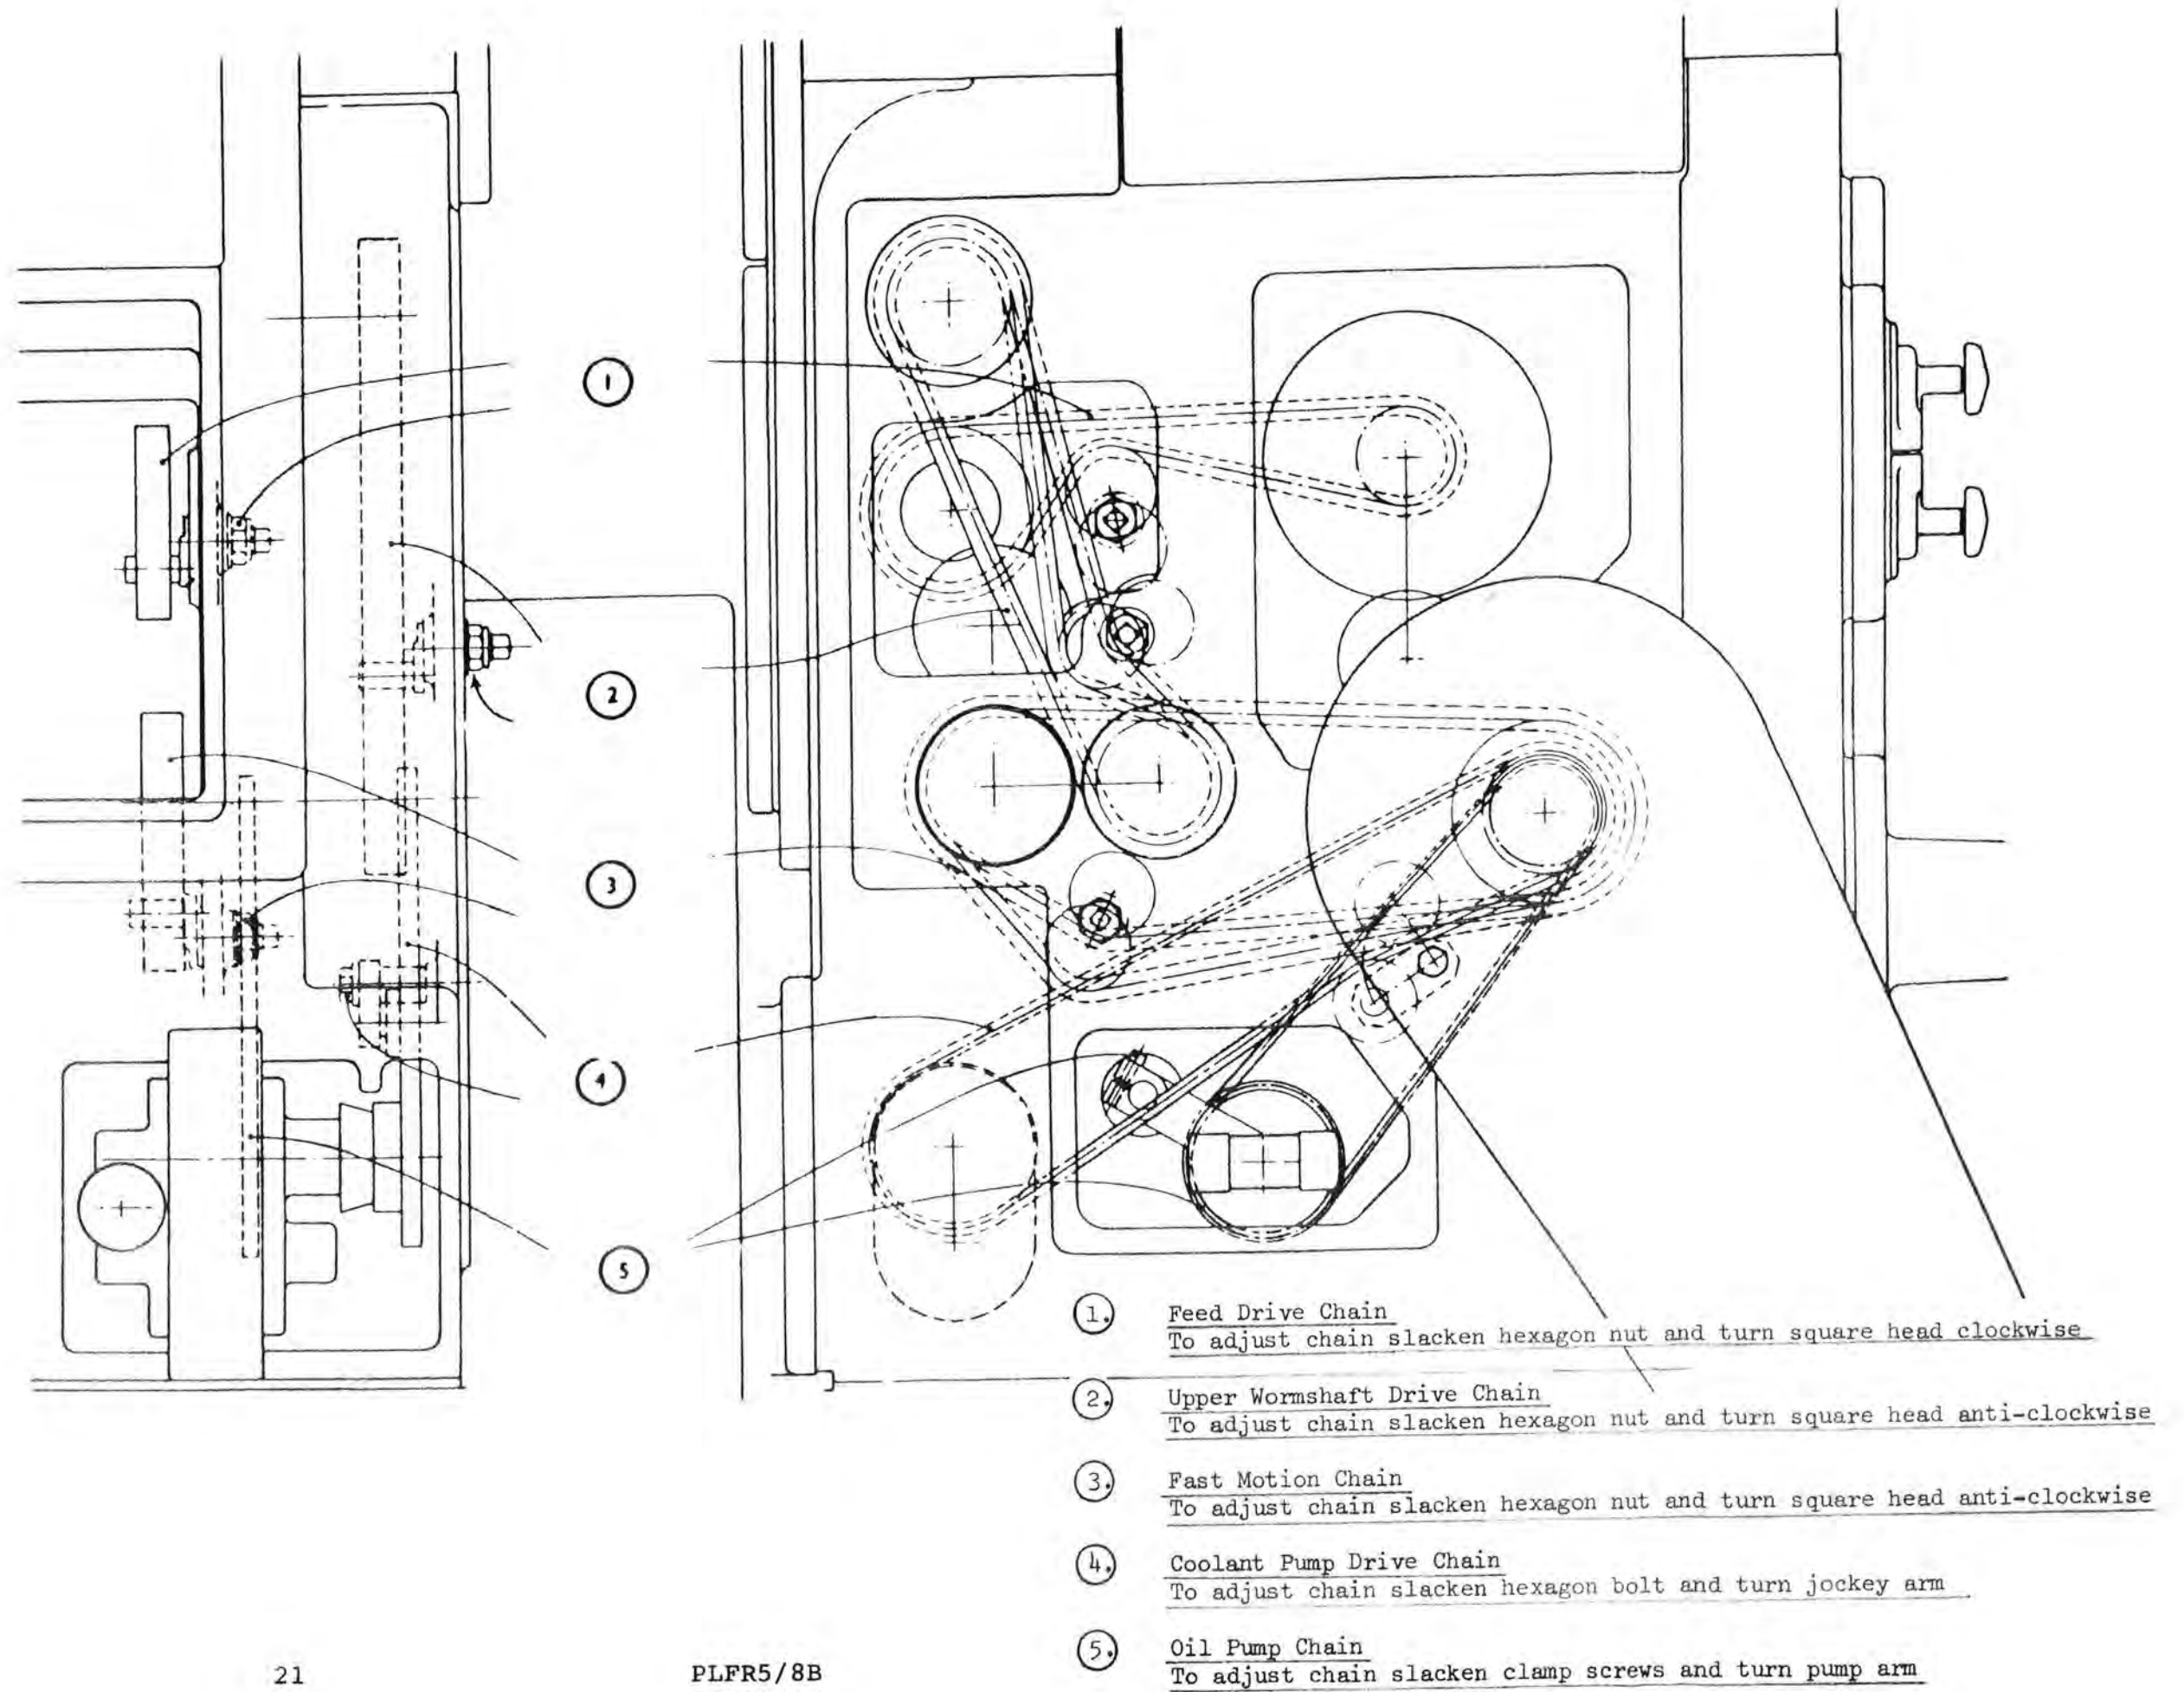 1
2
3
4
5
1. Feed Drive Chain
To adjust chain slacken hexagon nut and turn square head clockwise
2. Upper Wormshaft Drive Chain
To adjust chain slacken hexagon nut and turn square head anti-clockwise
3. Fast Motion Chain
To adjust chain slacken hexagon nut and turn square head anti-clockwise
4. Coolant Pump Drive Chain
To adjust chain slacken hexagon bolt and turn jockey arm
5. Oil Pump Chain
To adjust chain slacken clamp screws and turn pump arm
21
PLFR5/8B